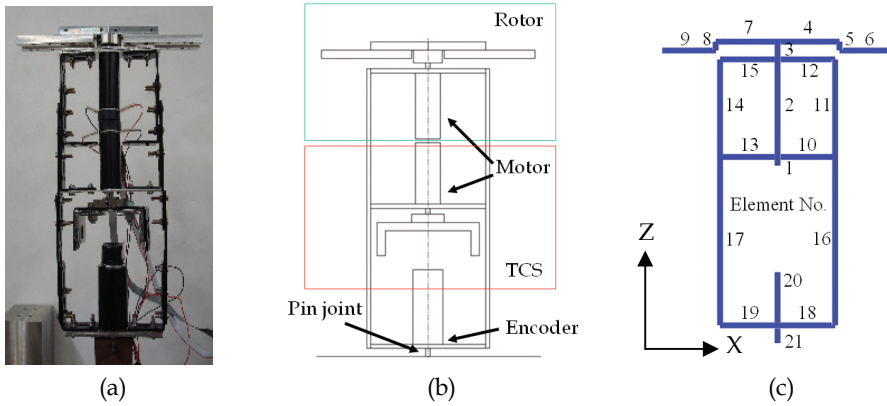 Rotor
Motor
TCS
Pin joint
Encoder
(a)
(b)
9 8 7 4 5 6
3
15 12
14 2 11
13 10
1
Element No.
17 16
Z
20
19 18
X 21
(c)